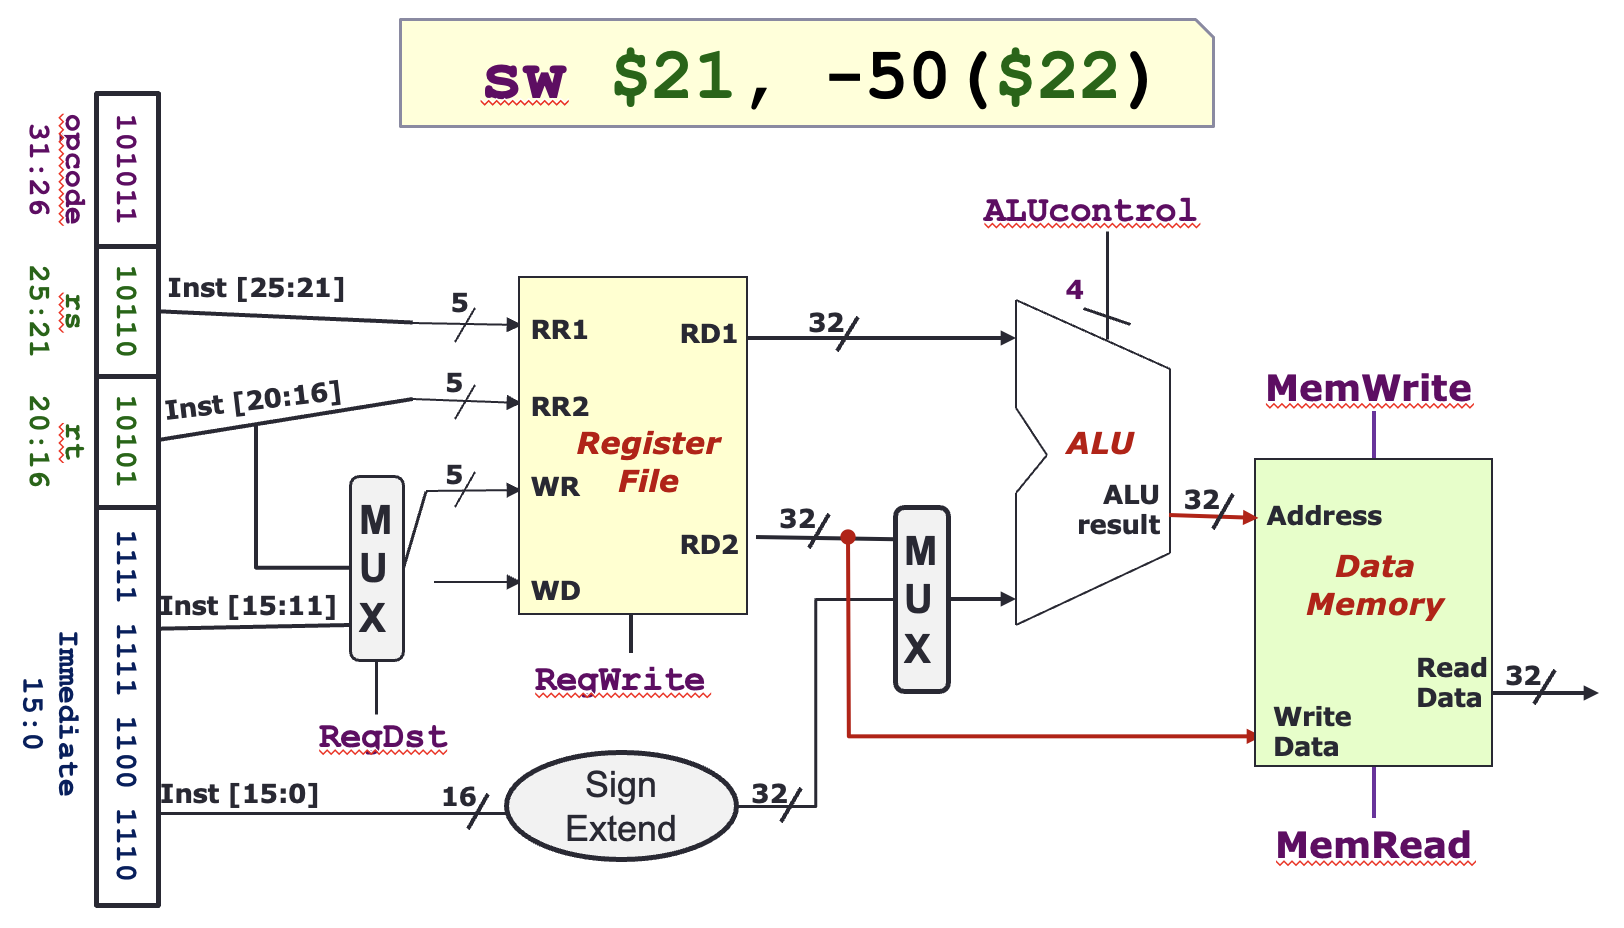 sw $21, -50($22)
opcode
31:26
101011
rs
25:21
10110
rt
20:16
10101
Immediate
15:0
1111 1111 1100 1110
Inst [25:21]
5
Inst [20:16]
5
5
Inst [15:11]
M
U
X
RegDst
Inst [15:0]
16
Sign
Extend
32
RR1
RR2
WR
WD
Register
File
RD1
RD2
RegWrite
32
32
M
U
X
ALUcontrol
4
ALU
ALU
result
32
MemWrite
Address
Data
Memory
Read
Data
32
Write
Data
MemRead